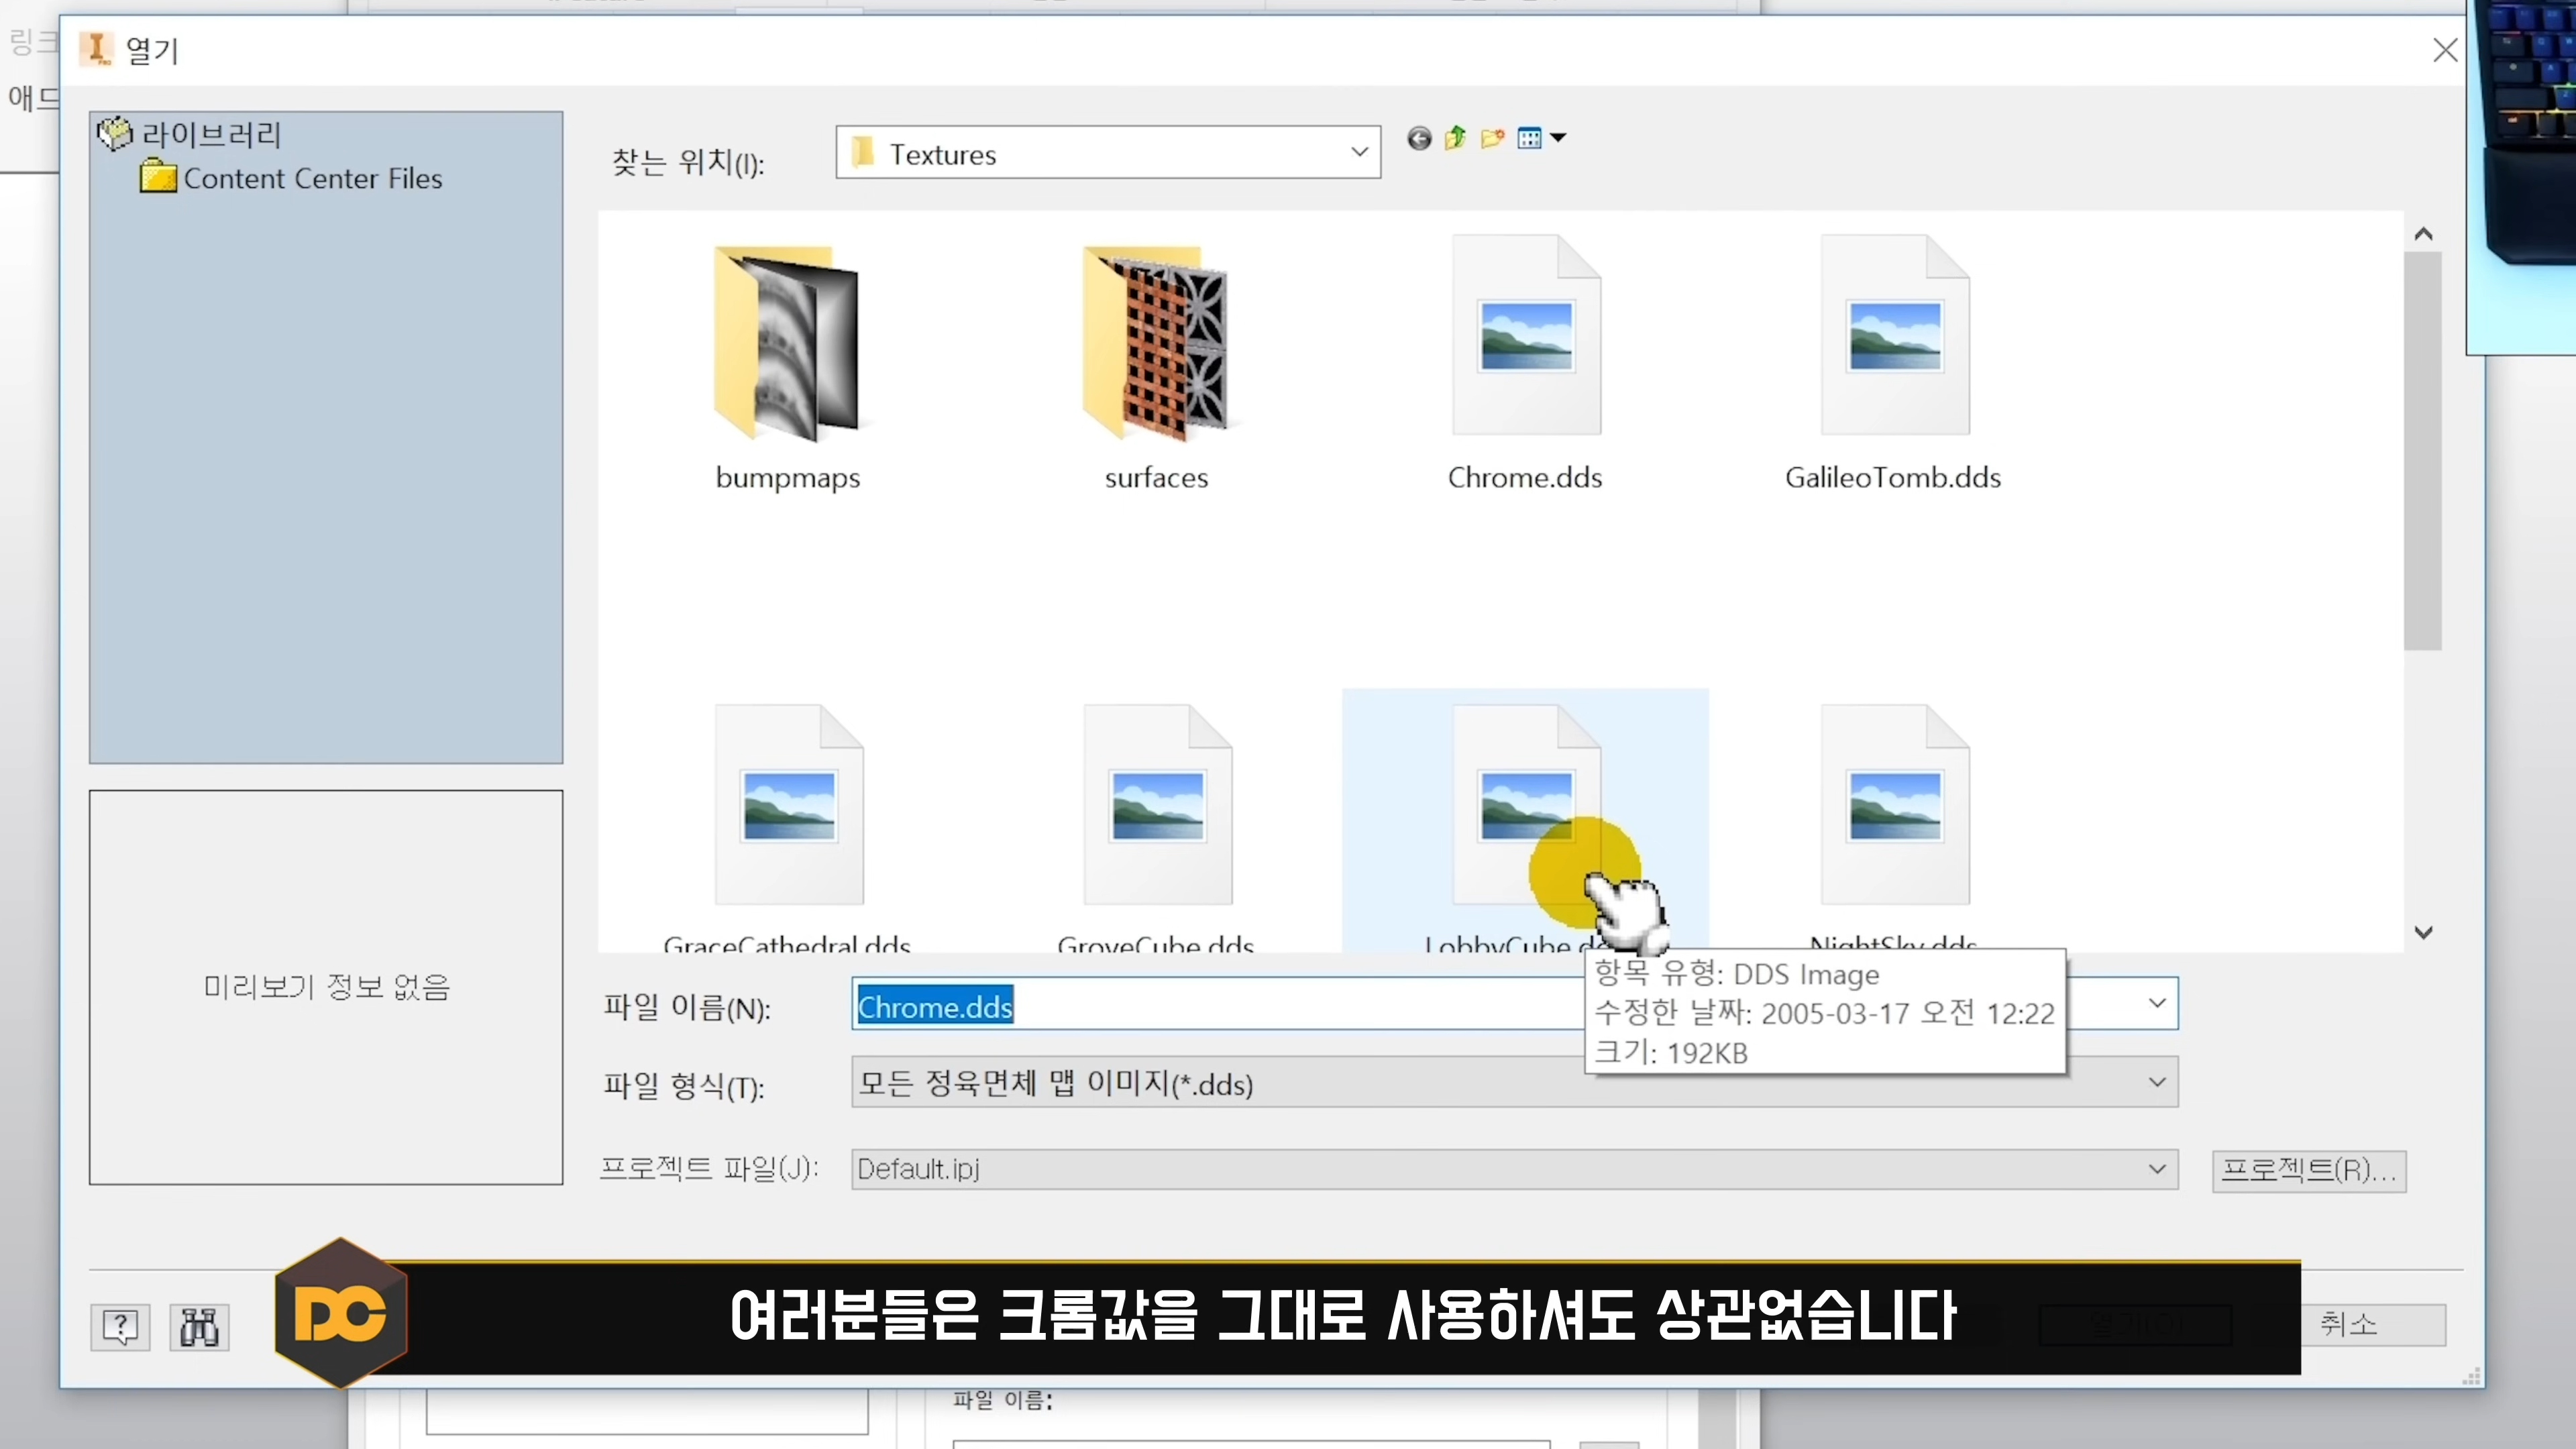 링크
애드
열기
라이브러리
Content Center Files
찾는 위치(I):
Textures
bumpmaps
surfaces
Chrome.dds
GalileoTomb.dds
GraceCathedral.dds
GroveCube.dds
LobbyCube.dds
NightSky.dds
미리보기 정보 없음
파일 이름(N):
Chrome.dds
항목 유형: DDS Image
수정한 날짜: 2005-03-17 오전 12:22
크기: 192KB
파일 형식(T):
모든 정육면체 맵 이미지(*.dds)
프로젝트 파일(J):
Default.ipj
프로젝트(R)...
DC
여러분들은 크롬값을 그대로 사용하셔도 상관없습니다
열기(O)
취소
파일 이름: